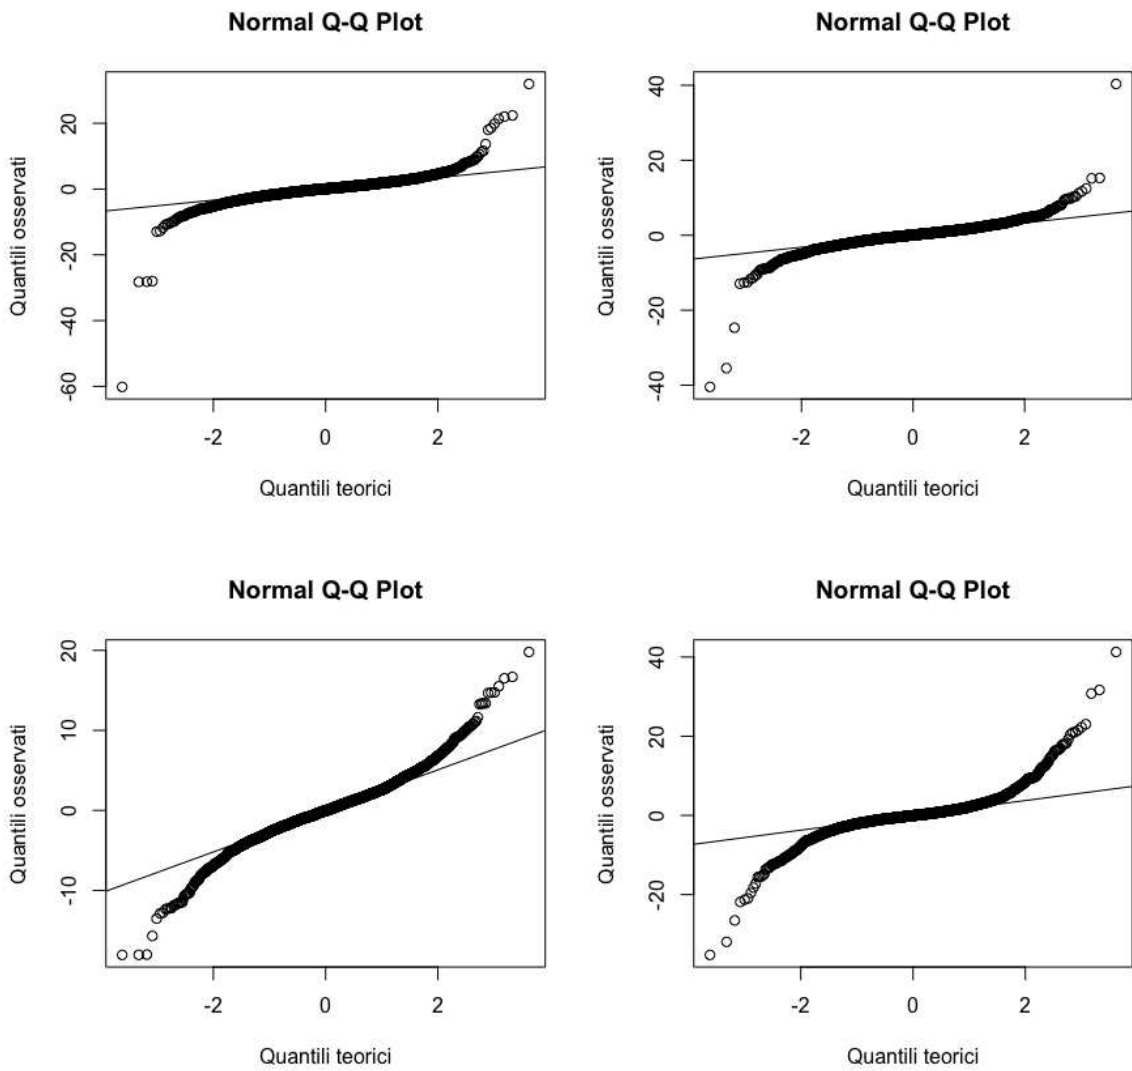 Normal Q-Q Plot
Quantili osservati
20
0
-20
-40
-60
-2 0 2
Quantili teorici
Normal Q-Q Plot
Quantili osservati
40
20
0
-20
-40
-2 0 2
Quantili teorici
Normal Q-Q Plot
Quantili osservati
20
10
0
-10
-2 0 2
Quantili teorici
Normal Q-Q Plot
Quantili osservati
40
20
0
-20
-2 0 2
Quantili teorici